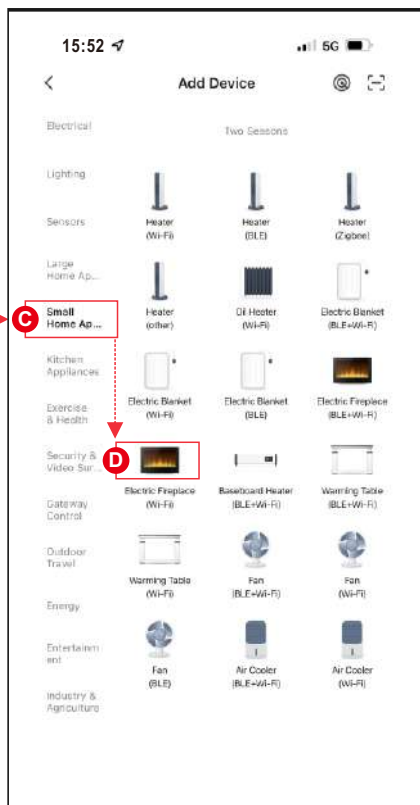 15:52
5G
Add Device
Electrical
Lighting
Sensors
Large
Home Ap...
C
Small
Home Ap...
Kitchen
Appliances
Exercise
& Health
Security &
Video Sur...
Gateway
Control
Outdoor
Travel
Energy
Entertainm
ent
Industry &
Agriculture
Two Seasons
Heater
(Wi-Fi)
Heater
(BLE)
Heater
(Zigbee)
Heater
(other)
Oil Heater
(Wi-Fi)
Electric Blanket
(BLE+Wi-Fi)
Electric Blanket
(Wi-Fi)
Electric Blanket
(BLE)
Electric Fireplace
(BLE+Wi-Fi)
D
Electric Fireplace
(Wi-Fi)
Baseboard Heater
(BLE+Wi-Fi)
Warming Table
(BLE+Wi-Fi)
Warming Table
(Wi-Fi)
Fan
(BLE+Wi-Fi)
Fan
(Wi-Fi)
Fan
(BLE)
Air Cooler
(BLE+Wi-Fi)
Air Cooler
(Wi-Fi)